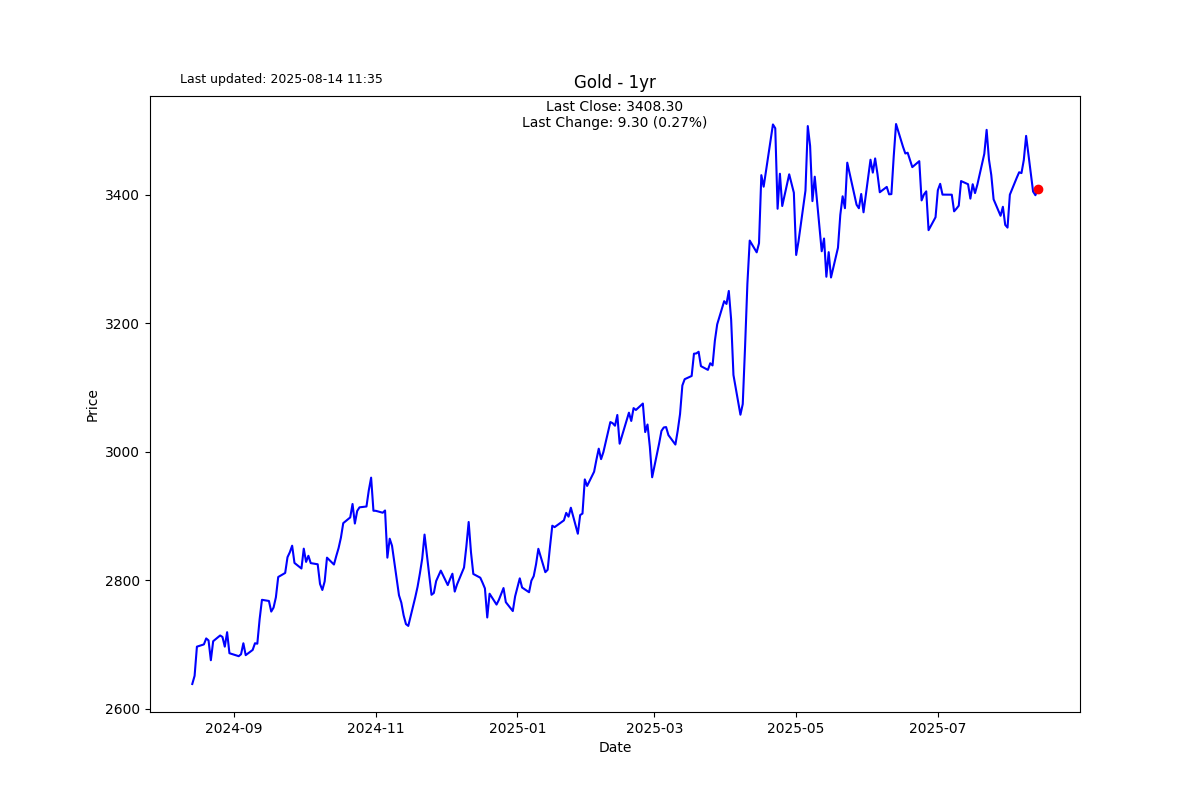 Last updated: 2025-08-14 11:35
Gold - 1yr
Last Close: 3408.30
Last Change: 9.30 (0.27%)
3400
3200
3000
2800
2600
Price
2024-09
2024-11
2025-01
2025-03
2025-05
2025-07
Date